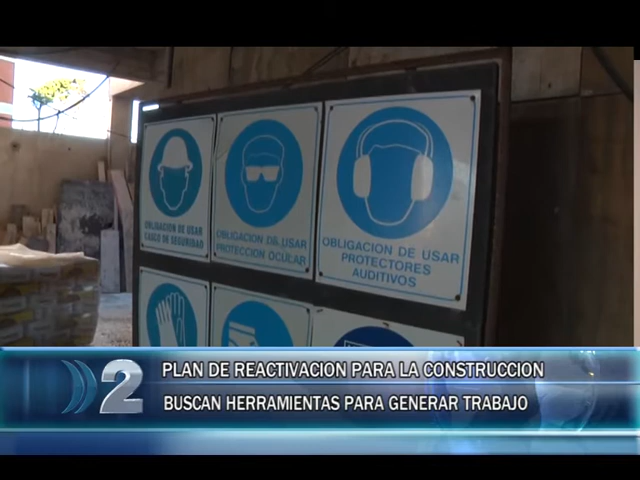 OBLIGACION DE USAR
CASCO DE SEGURIDAD
OBLIGACION DE USAR
PROTECCION OCULAR
OBLIGACION DE USAR
PROTECTORES
AUDITIVOS
2
PLAN DE REACTIVACION PARA LA CONSTRUCCION
BUSCAN HERRAMIENTAS PARA GENERAR TRABAJO